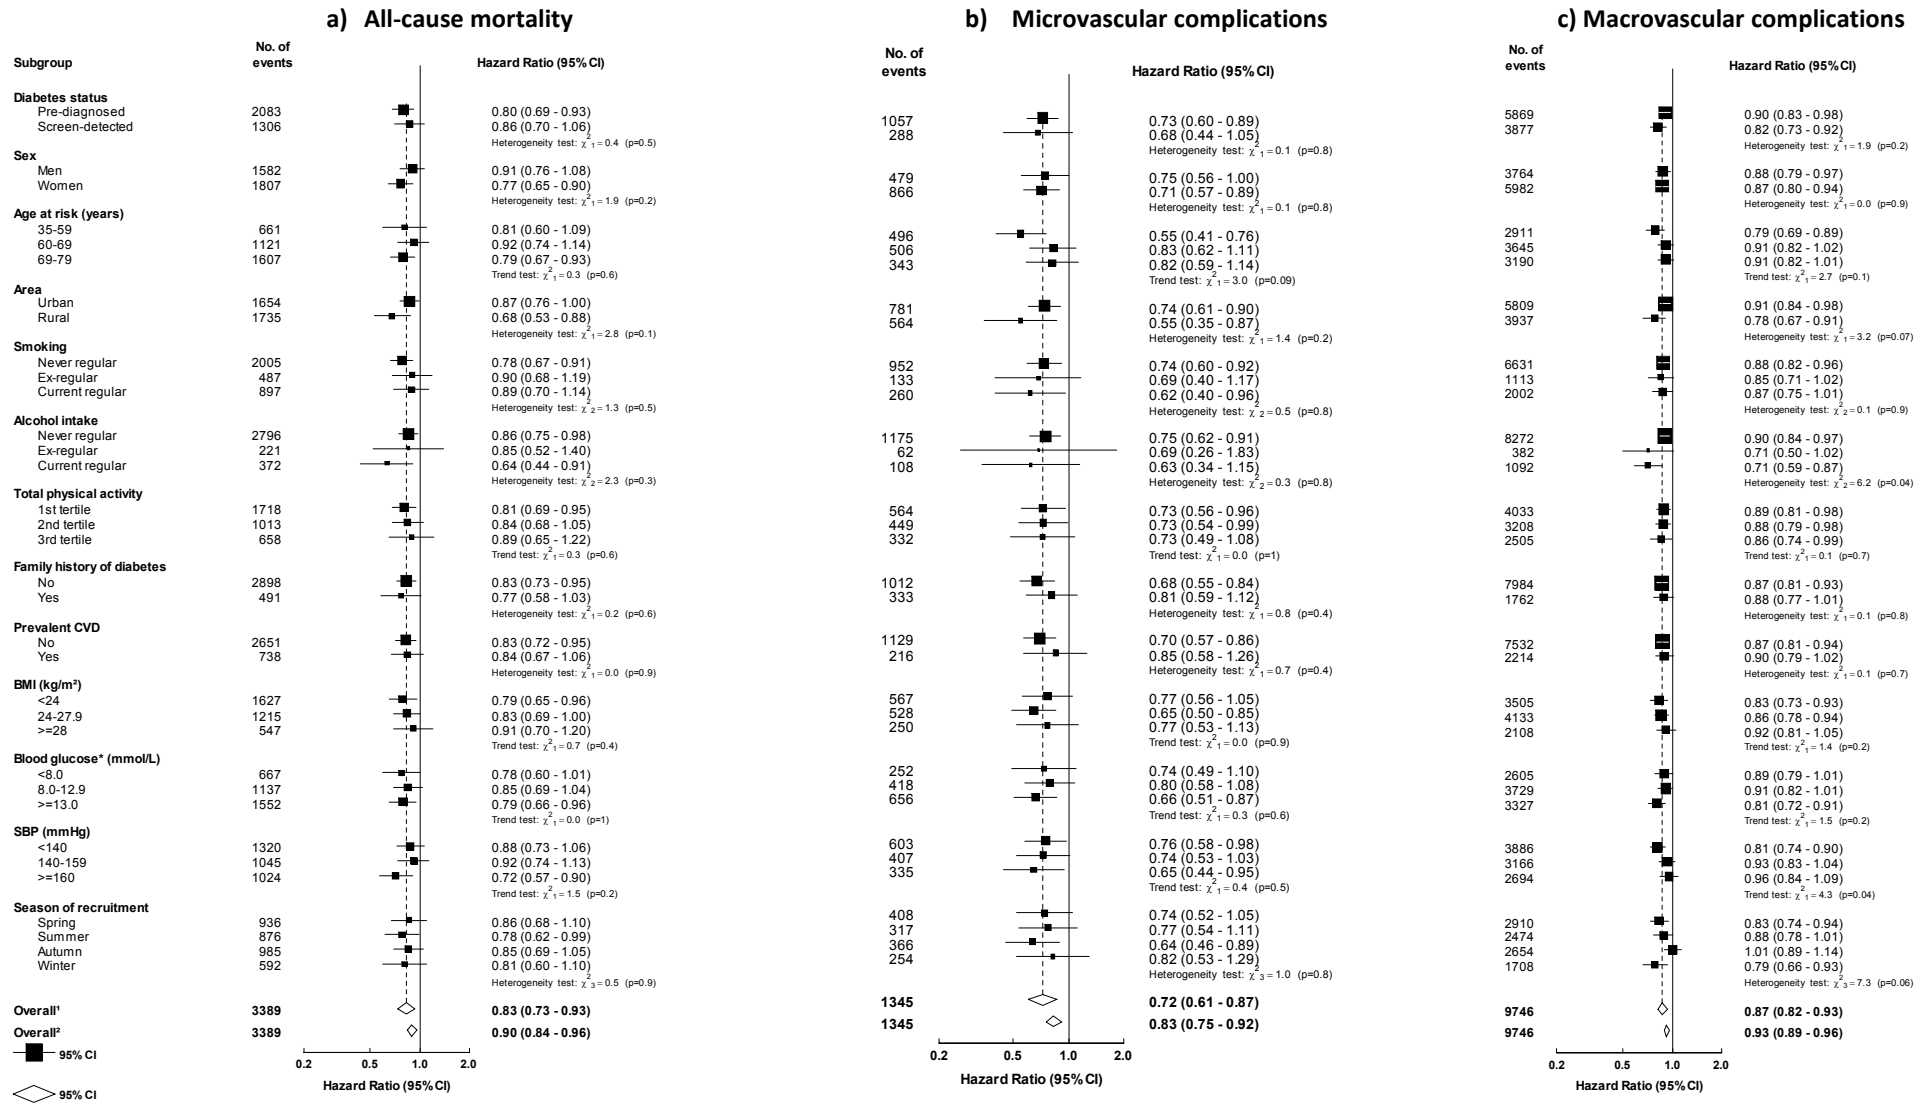 a) All-cause mortality
b) Microvascular complications
c) Macrovascular complications
Subgroup
No. of events
Hazard Ratio (95%CI)
No. of events
Hazard Ratio (95%CI)
No. of events
Hazard Ratio (95%CI)
Diabetes status
Pre-diagnosed 2083 0.80 (0.69 - 0.93) 1057 0.73 (0.60 - 0.89) 5869 0.90 (0.83 - 0.98)
Screen-detected 1306 0.86 (0.70 - 1.06) 288 0.68 (0.44 - 1.05) 3877 0.82 (0.73 - 0.92)
Heterogeneity test: χ²₁= 0.4 (p=0.5) Heterogeneity test: χ²₁= 0.1 (p=0.8) Heterogeneity test: χ²₁= 1.9 (p=0.2)
Sex
Men 1582 0.91 (0.76 - 1.08) 479 0.75 (0.56 - 1.00) 3764 0.88 (0.79 - 0.97)
Women 1807 0.77 (0.65 - 0.90) 866 0.71 (0.57 - 0.89) 5982 0.87 (0.80 - 0.94)
Heterogeneity test: χ²₁= 1.9 (p=0.2) Heterogeneity test: χ²₁= 0.1 (p=0.8) Heterogeneity test: χ²₁= 0.0 (p=0.9)
Age at risk (years)
35-59 661 0.81 (0.60 - 1.09) 496 0.55 (0.41 - 0.76) 2911 0.79 (0.69 - 0.89)
60-69 1121 0.92 (0.74 - 1.14) 506 0.83 (0.62 - 1.11) 3645 0.91 (0.82 - 1.02)
69-79 1607 0.79 (0.67 - 0.93) 343 0.82 (0.59 - 1.14) 3190 0.91 (0.82 - 1.01)
Trend test: χ²₁= 0.3 (p=0.6) Trend test: χ²₁= 3.0 (p=0.09) Trend test: χ²₁= 2.7 (p=0.1)
Area
Urban 1654 0.87 (0.76 - 1.00) 781 0.74 (0.61 - 0.90) 5809 0.91 (0.84 - 0.98)
Rural 1735 0.68 (0.53 - 0.88) 564 0.55 (0.35 - 0.87) 3937 0.78 (0.67 - 0.91)
Heterogeneity test: χ²₁= 2.8 (p=0.1) Heterogeneity test: χ²₁= 1.4 (p=0.2) Heterogeneity test: χ²₁= 3.2 (p=0.07)
Smoking
Never regular 2005 0.78 (0.67 - 0.91) 952 0.74 (0.60 - 0.92) 6631 0.88 (0.82 - 0.96)
Ex-regular 487 0.90 (0.68 - 1.19) 133 0.69 (0.40 - 1.17) 1113 0.85 (0.71 - 1.02)
Current regular 897 0.89 (0.70 - 1.14) 260 0.62 (0.40 - 0.96) 2002 0.87 (0.75 - 1.01)
Heterogeneity test: χ²₂= 1.3 (p=0.5) Heterogeneity test: χ²₂= 0.5 (p=0.8) Heterogeneity test: χ²₂= 0.1 (p=0.9)
Alcohol intake
Never regular 2796 0.86 (0.75 - 0.98) 1175 0.75 (0.62 - 0.91) 8272 0.90 (0.84 - 0.97)
Ex-regular 221 0.85 (0.52 - 1.40) 62 0.69 (0.26 - 1.83) 382 0.71 (0.50 - 1.02)
Current regular 372 0.64 (0.44 - 0.91) 108 0.63 (0.34 - 1.15) 1092 0.71 (0.59 - 0.87)
Heterogeneity test: χ²₂= 2.3 (p=0.3) Heterogeneity test: χ²₂= 0.3 (p=0.8) Heterogeneity test: χ²₂= 6.2 (p=0.04)
Total physical activity
1st tertile 1718 0.81 (0.69 - 0.95) 564 0.73 (0.56 - 0.96) 4033 0.89 (0.81 - 0.98)
2nd tertile 1013 0.84 (0.68 - 1.05) 449 0.73 (0.54 - 0.99) 3208 0.88 (0.79 - 0.98)
3rd tertile 658 0.89 (0.65 - 1.22) 332 0.73 (0.49 - 1.08) 2505 0.86 (0.74 - 0.99)
Trend test: χ²₁= 0.3 (p=0.6) Trend test: χ²₁= 0.0 (p=1) Trend test: χ²₁= 0.1 (p=0.7)
Family history of diabetes
No 2898 0.83 (0.73 - 0.95) 1012 0.68 (0.55 - 0.84) 7984 0.87 (0.81 - 0.93)
Yes 491 0.77 (0.58 - 1.03) 333 0.81 (0.59 - 1.12) 1762 0.88 (0.77 - 1.01)
Heterogeneity test: χ²₁= 0.2 (p=0.6) Heterogeneity test: χ²₁= 0.8 (p=0.4) Heterogeneity test: χ²₁= 0.1 (p=0.8)
Prevalent CVD
No 2651 0.83 (0.72 - 0.95) 1129 0.70 (0.57 - 0.86) 7532 0.87 (0.81 - 0.94)
Yes 738 0.84 (0.67 - 1.06) 216 0.85 (0.58 - 1.26) 2214 0.90 (0.79 - 1.02)
Heterogeneity test: χ²₁= 0.0 (p=0.9) Heterogeneity test: χ²₁= 0.7 (p=0.4) Heterogeneity test: χ²₁= 0.1 (p=0.7)
BMI (kg/m²)
<24 1627 0.79 (0.65 - 0.96) 567 0.77 (0.56 - 1.05) 3505 0.83 (0.73 - 0.93)
24-27.9 1215 0.83 (0.69 - 1.00) 528 0.65 (0.50 - 0.85) 4133 0.86 (0.78 - 0.94)
>=28 547 0.91 (0.70 - 1.20) 250 0.77 (0.53 - 1.13) 2108 0.92 (0.81 - 1.05)
Trend test: χ²₁= 0.7 (p=0.4) Trend test: χ²₁= 0.0 (p=0.9) Trend test: χ²₁= 1.4 (p=0.2)
Blood glucose* (mmol/L)
<8.0 667 0.78 (0.60 - 1.01) 252 0.74 (0.49 - 1.10) 2605 0.89 (0.79 - 1.01)
8.0-12.9 1137 0.85 (0.69 - 1.04) 418 0.80 (0.58 - 1.08) 3729 0.91 (0.82 - 1.01)
>=13.0 1552 0.79 (0.66 - 0.96) 656 0.66 (0.51 - 0.87) 3327 0.81 (0.72 - 0.91)
Trend test: χ²₁= 0.0 (p=1) Trend test: χ²₁= 0.3 (p=0.6) Trend test: χ²₁= 1.5 (p=0.2)
SBP (mmHg)
<140 1320 0.88 (0.73 - 1.06) 603 0.76 (0.58 - 0.98) 3886 0.81 (0.74 - 0.90)
140-159 1045 0.92 (0.74 - 1.13) 407 0.74 (0.53 - 1.03) 3166 0.93 (0.83 - 1.04)
>=160 1024 0.72 (0.57 - 0.90) 335 0.65 (0.44 - 0.95) 2694 0.96 (0.84 - 1.09)
Trend test: χ²₁= 1.5 (p=0.2) Trend test: χ²₁= 0.4 (p=0.5) Trend test: χ²₁= 4.3 (p=0.04)
Season of recruitment
Spring 936 0.86 (0.68 - 1.10) 408 0.74 (0.52 - 1.05) 2910 0.83 (0.74 - 0.94)
Summer 876 0.78 (0.62 - 0.99) 317 0.77 (0.54 - 1.11) 2474 0.88 (0.78 - 1.01)
Autumn 985 0.85 (0.69 - 1.05) 366 0.64 (0.46 - 0.89) 2654 1.01 (0.89 - 1.14)
Winter 592 0.81 (0.60 - 1.10) 254 0.82 (0.53 - 1.29) 1708 0.79 (0.66 - 0.93)
Heterogeneity test: χ²₃= 0.5 (p=0.9) Heterogeneity test: χ²₃= 1.0 (p=0.8) Heterogeneity test: χ²₃= 7.3 (p=0.06)
Overall¹ 3389 0.83 (0.73 - 0.93) 1345 0.72 (0.61 - 0.87) 9746 0.87 (0.82 - 0.93)
Overall² 3389 0.90 (0.84 - 0.96) 1345 0.83 (0.75 - 0.92) 9746 0.93 (0.89 - 0.96)
95% CI
95% CI
0.2 0.5 1.0 2.0
Hazard Ratio (95%CI)
0.2 0.5 1.0 2.0
Hazard Ratio (95%CI)
0.2 0.5 1.0 2.0
Hazard Ratio (95%CI)